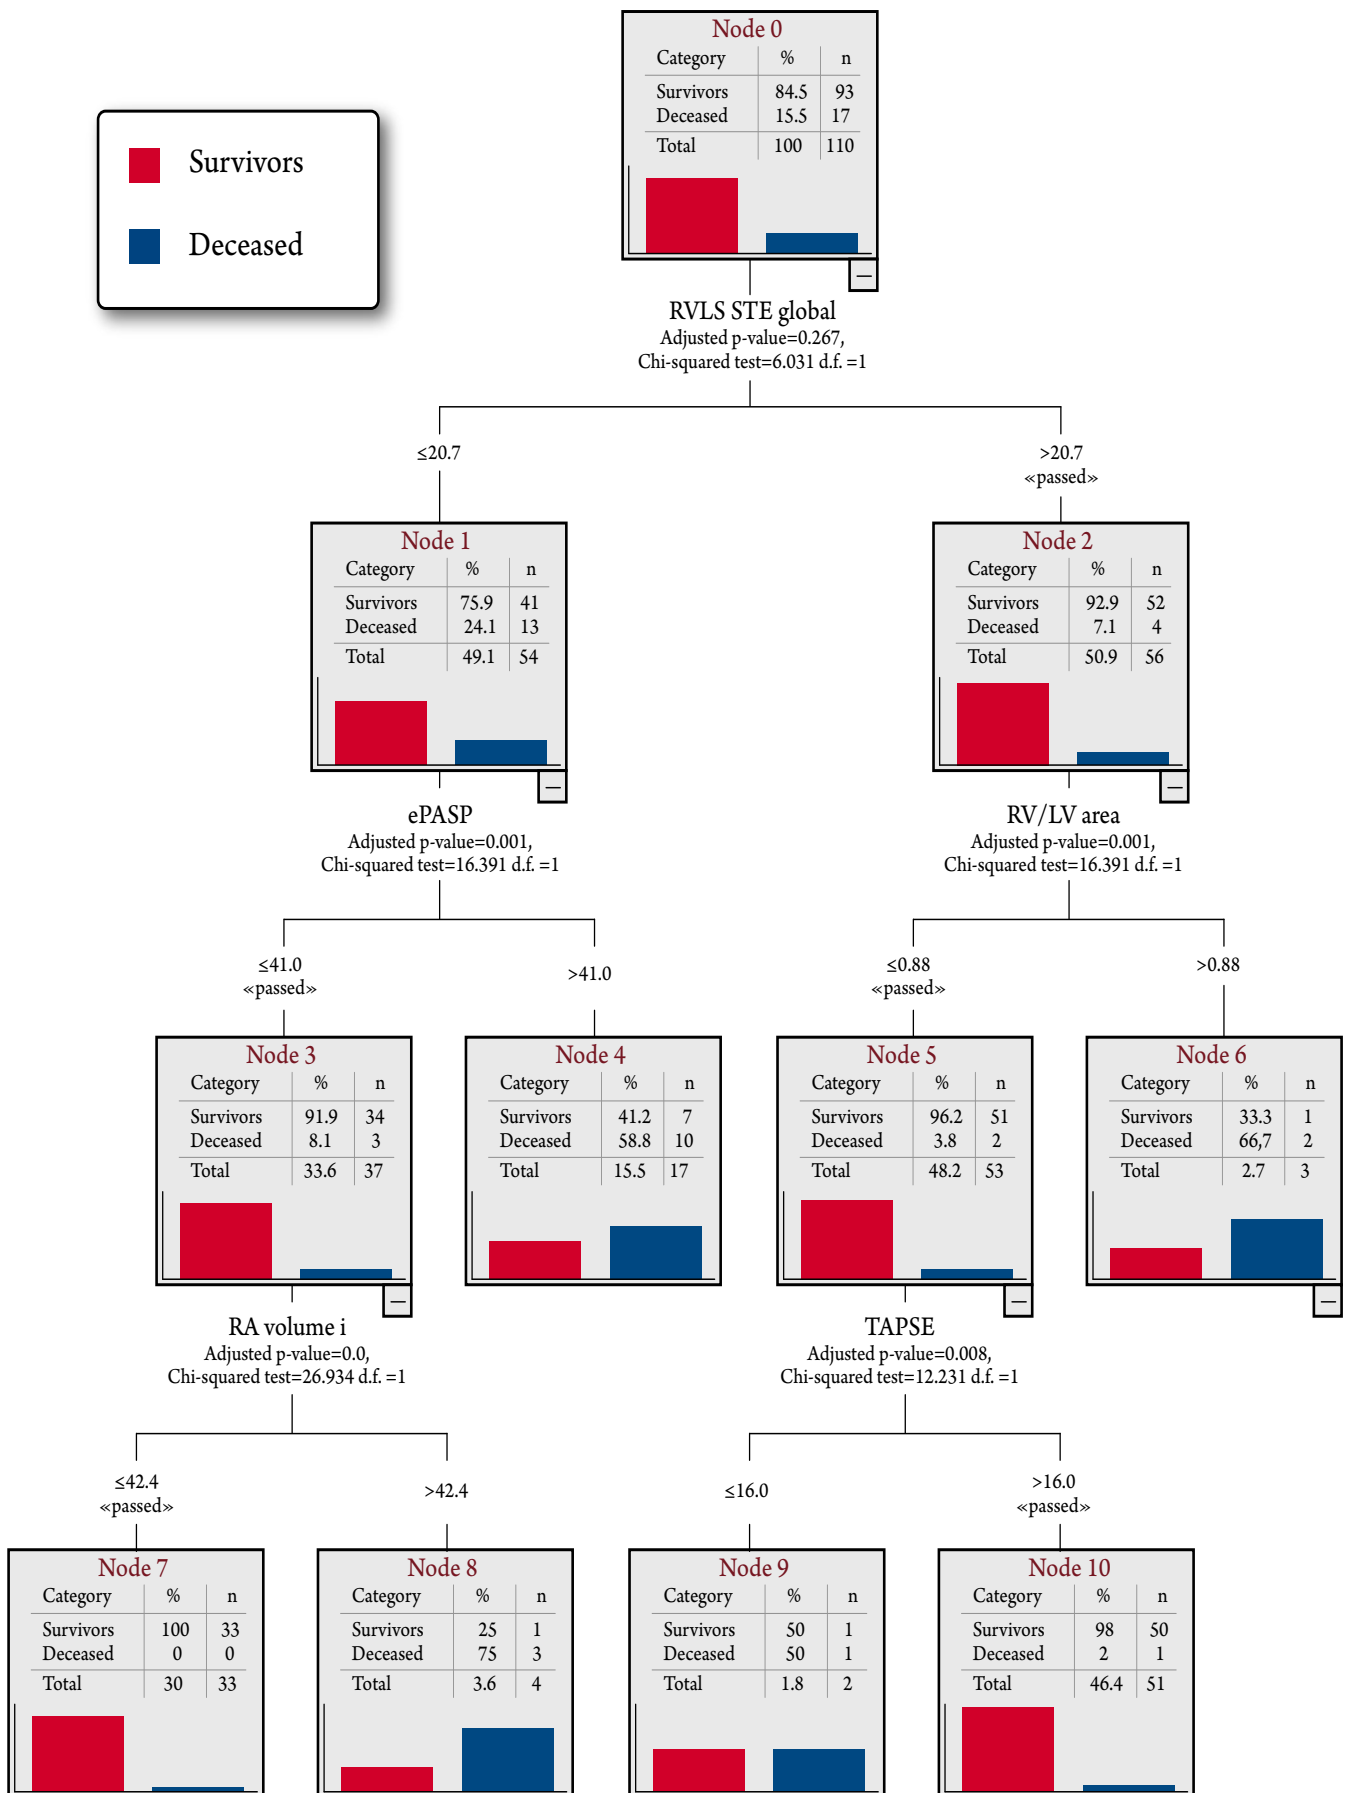 Node 0
Category % n
Survivors 84.5 93
Deceased 15.5 17
Total 100 110
Survivors
Deceased
RVLS STE global
Adjusted p-value=0.267,
Chi-squared test=6.031 d.f. =1
≤20.7
>20.7
«passed»
Node 1
Category % n
Survivors 75.9 41
Deceased 24.1 13
Total 49.1 54
Node 2
Category % n
Survivors 92.9 52
Deceased 7.1 4
Total 50.9 56
ePASP
Adjusted p-value=0.001,
Chi-squared test=16.391 d.f. =1
RV/LV area
Adjusted p-value=0.001,
Chi-squared test=16.391 d.f. =1
≤41.0
«passed»
>41.0
≤0.88
«passed»
>0.88
Node 3
Category % n
Survivors 91.9 34
Deceased 8.1 3
Total 33.6 37
Node 4
Category % n
Survivors 41.2 7
Deceased 58.8 10
Total 15.5 17
Node 5
Category % n
Survivors 96.2 51
Deceased 3.8 2
Total 48.2 53
Node 6
Category % n
Survivors 33.3 1
Deceased 66,7 2
Total 2.7 3
RA volume i
Adjusted p-value=0.0,
Chi-squared test=26.934 d.f. =1
TAPSE
Adjusted p-value=0.008,
Chi-squared test=12.231 d.f. =1
≤42.4
«passed»
>42.4
≤16.0
>16.0
«passed»
Node 7
Category % n
Survivors 100 33
Deceased 0 0
Total 30 33
Node 8
Category % n
Survivors 25 1
Deceased 75 3
Total 3.6 4
Node 9
Category % n
Survivors 50 1
Deceased 50 1
Total 1.8 2
Node 10
Category % n
Survivors 98 50
Deceased 2 1
Total 46.4 51